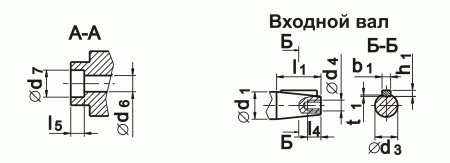 Входной вал
А-А
Б
l1
Б-Б
b1
h1
⌀d7
⌀d6
l5
⌀d1
⌀d4
l4
Б
t1
⌀d3